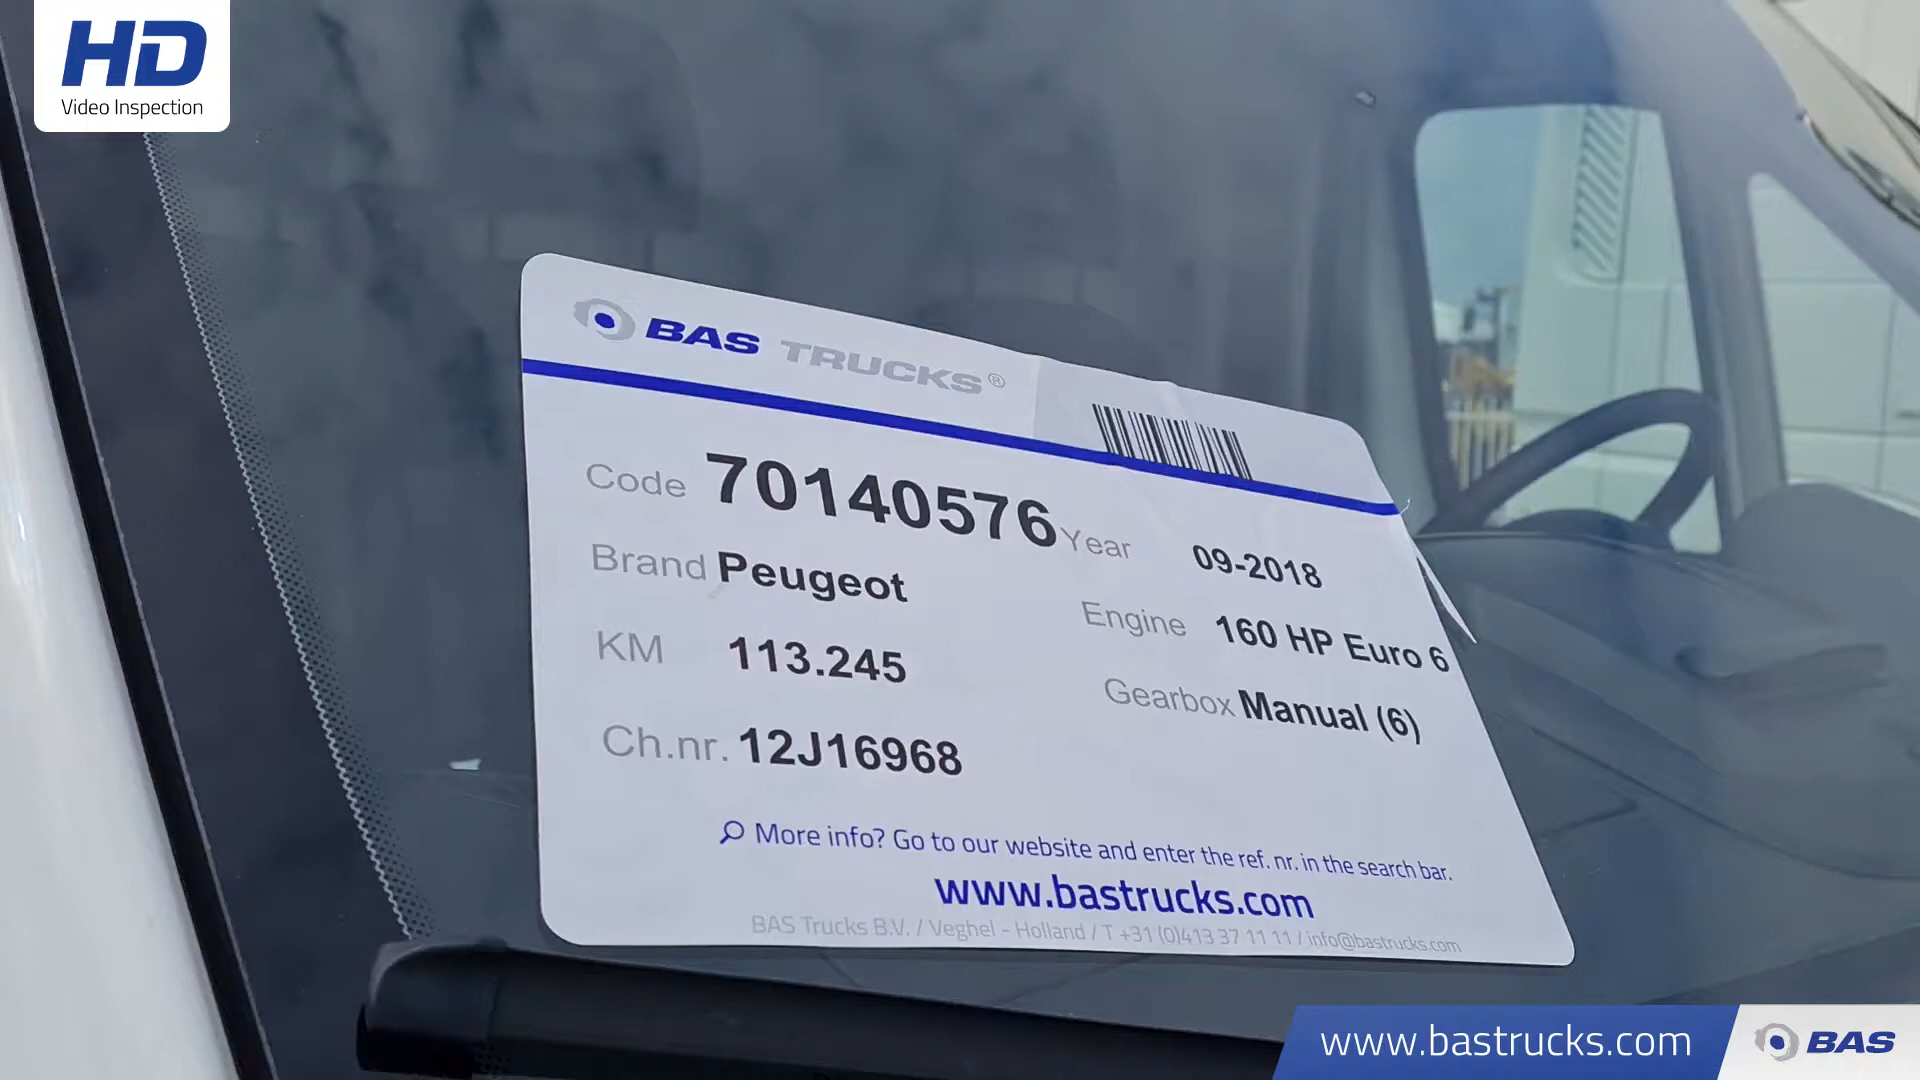 HD
Video Inspection
BAS TRUCKS®
Code 70140576
Year 09-2018
Brand Peugeot
Engine 160 HP Euro 6
KM 113.245
Gearbox Manual (6)
Ch.nr. 12J16968
More info? Go to our website and enter the ref. nr. in the search bar.
www.bastrucks.com
BAS Trucks B.V. / Veghel - Holland / T +31 (0)413 37 11 11 / info@bastrucks.com
www.bastrucks.com
BAS